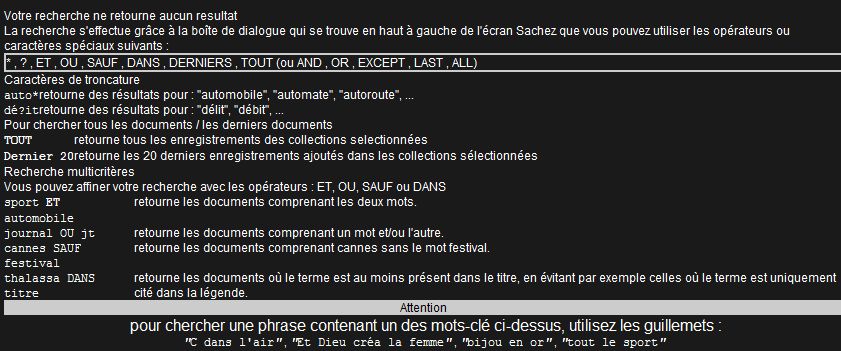 Votre recherche ne retourne aucun resultat
La recherche s'effectue grâce à la boîte de dialogue qui se trouve en haut à gauche de l'écran Sachez que vous pouvez utiliser les opérateurs ou
caractères spéciaux suivants :
* , ? , ET , OU , SAUF , DANS , DERNIERS , TOUT (ou AND , OR , EXCEPT , LAST , ALL)
Caractères de troncature
auto*retourne des résultats pour : "automobile", "automate", "autoroute", ...
dé?itretourne des résultats pour : "délit", "débit", ...
Pour chercher tous les documents / les derniers documents
TOUT retourne tous les enregistrements des collections selectionnées
Dernier 20retourne les 20 derniers enregistrements ajoutés dans les collections sélectionnées
Recherche multicritères
Vous pouvez affiner votre recherche avec les opérateurs : ET, OU, SAUF ou DANS
sport ET retourne les documents comprenant les deux mots.
automobile
journal OU jt retourne les documents comprenant un mot et/ou l'autre.
cannes SAUF retourne les documents comprenant cannes sans le mot festival.
festival
thalassa DANS retourne les documents où le terme est au moins présent dans le titre, en évitant par exemple celles où le terme est uniquement
titre cité dans la légende.
Attention
pour chercher une phrase contenant un des mots-clé ci-dessus, utilisez les guillemets :
"C dans l'air", "Et Dieu créa la femme", "bijou en or", "tout le sport"